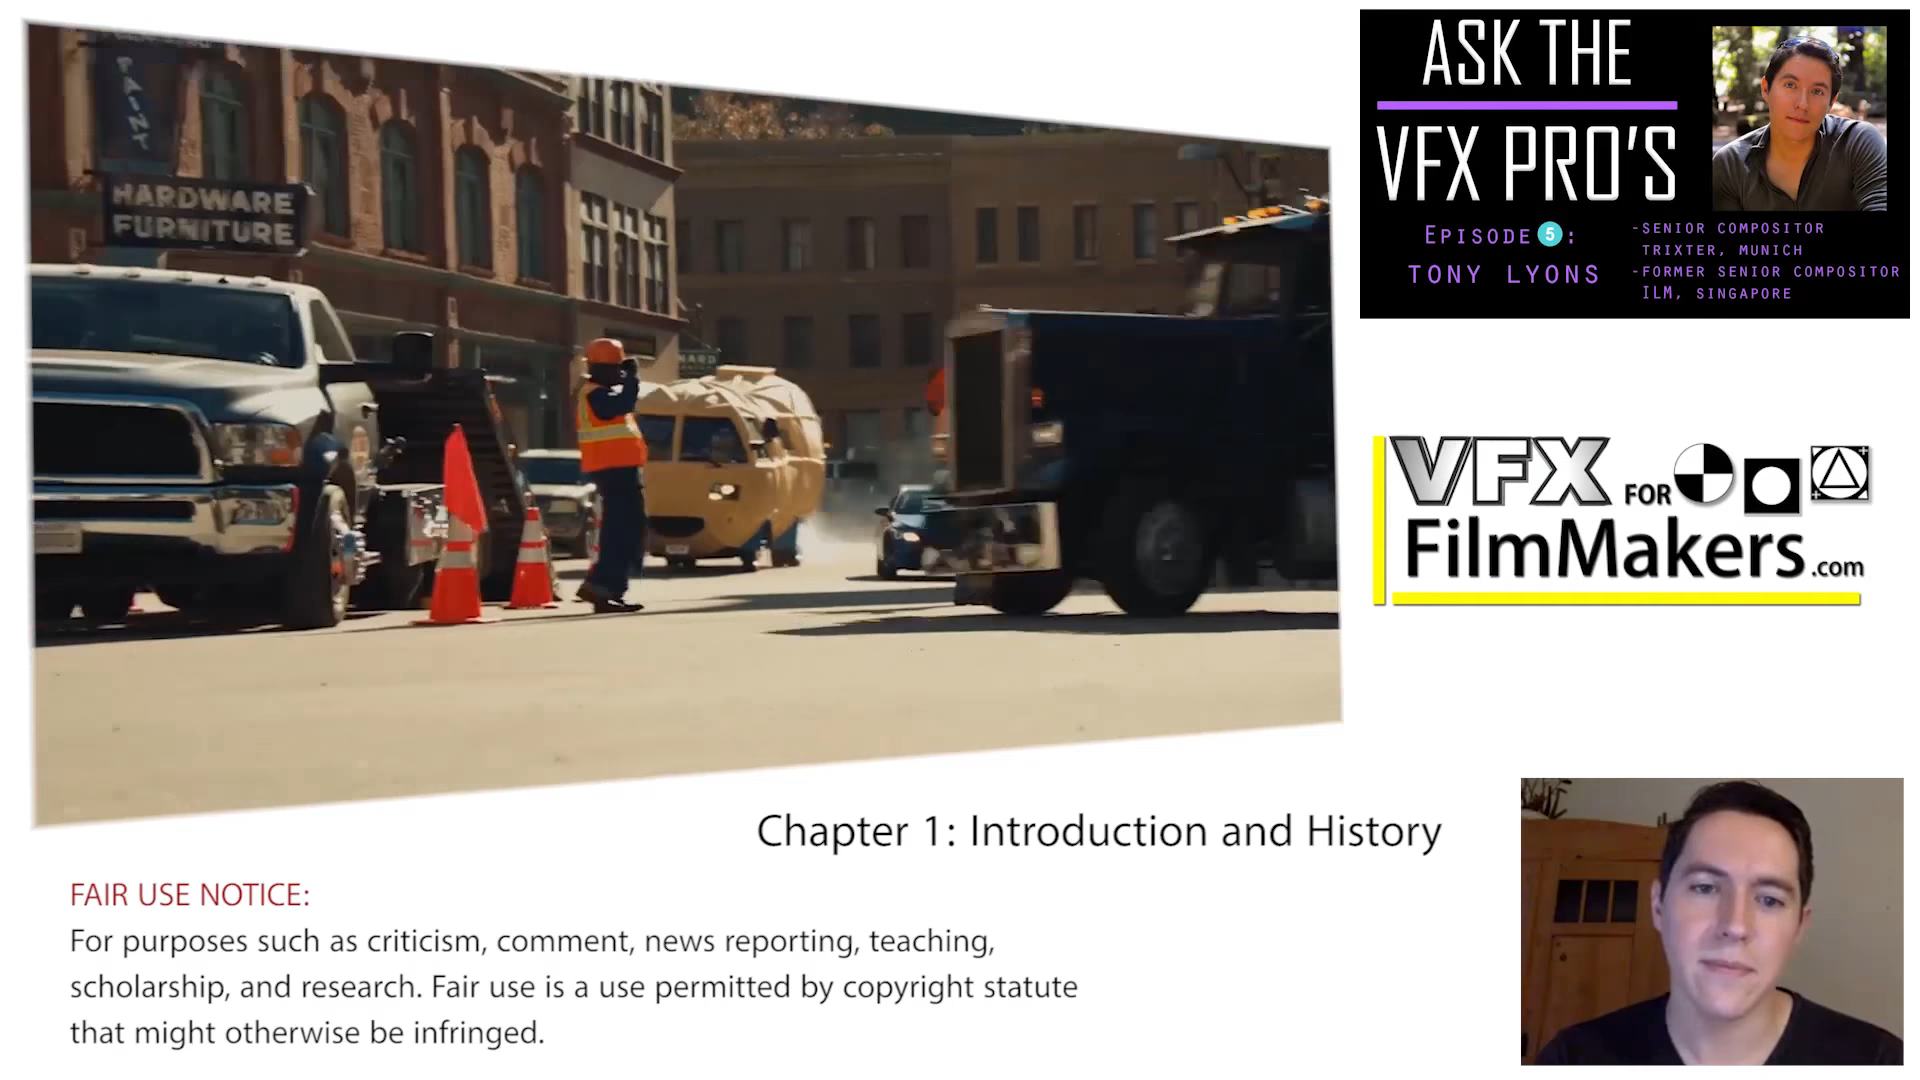 PAINT
HARDWARE
FURNITURE
ASK THE
VFX PRO'S
EPISODE 5:
TONY LYONS
-SENIOR COMPOSITOR
TRIXTER, MUNICH
-FORMER SENIOR COMPOSITOR
ILM, SINGAPORE
VFX FOR
FilmMakers.com
Chapter 1: Introduction and History
FAIR USE NOTICE:
For purposes such as criticism, comment, news reporting, teaching,
scholarship, and research. Fair use is a use permitted by copyright statute
that might otherwise be infringed.